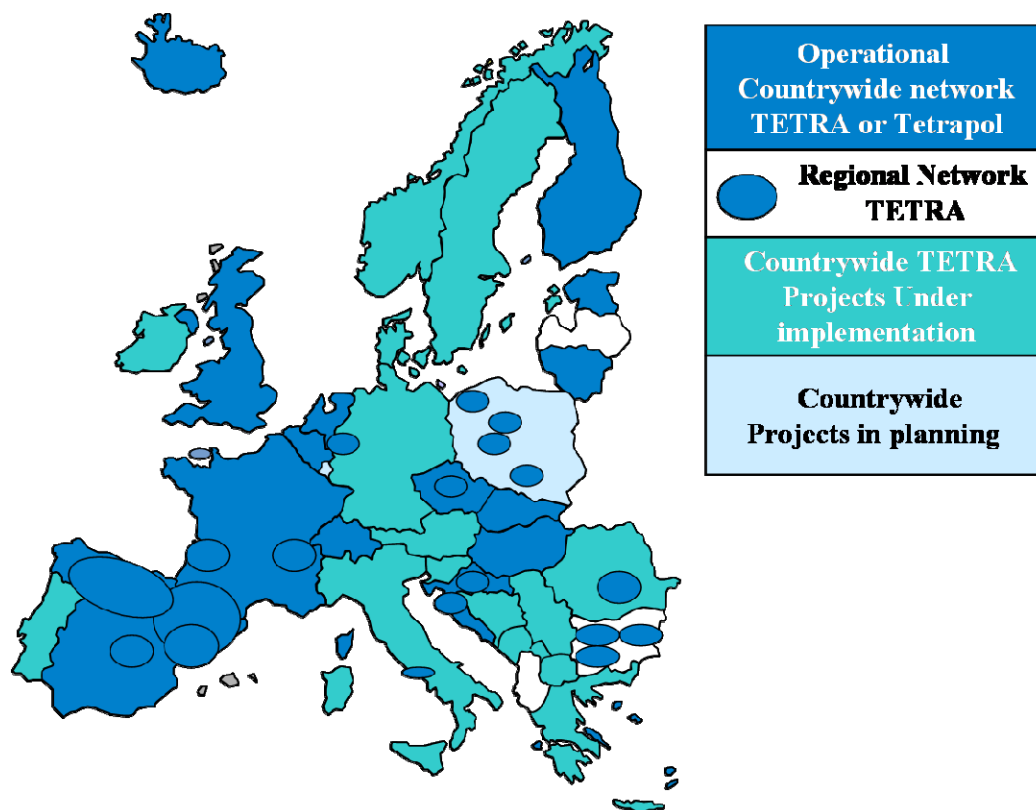 Operational
Countrywide network
TETRA or Tetrapol
Regional Network
TETRA
Countrywide TETRA
Projects Under
implementation
Countrywide
Projects in planning